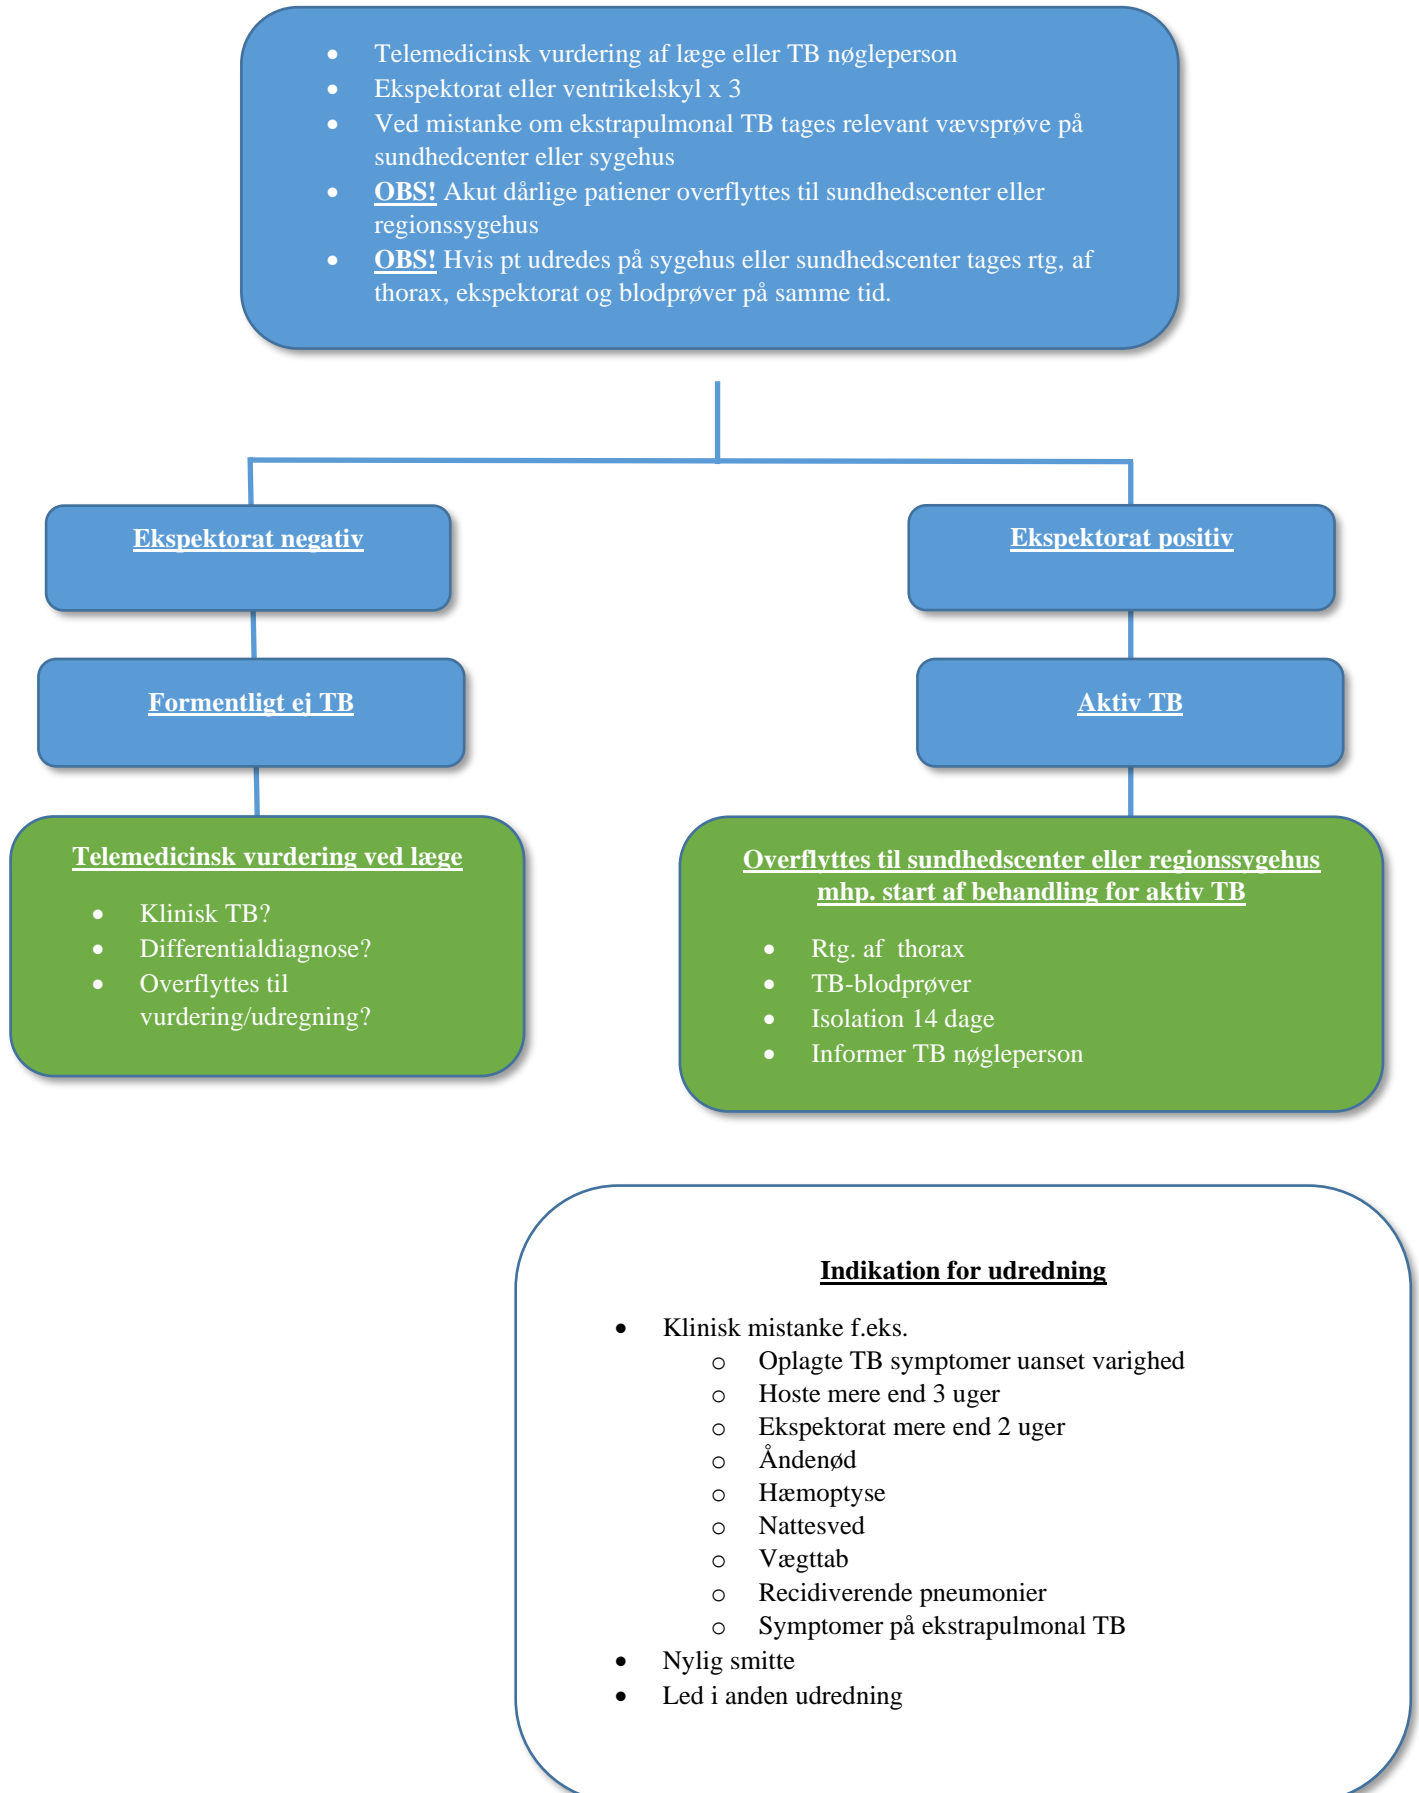 • Telemedicinsk vurdering af læge eller TB nøgleperson
• Ekspektorat eller ventrikelskyl x 3
• Ved mistanke om ekstrapulmonal TB tages relevant vævsprøve på
sundhedcenter eller sygehus
• OBS! Akut dårlige patiener overflyttes til sundhedscenter eller
regionssygehus
• OBS! Hvis pt udredes på sygehus eller sundhedscenter tages rtg, af
thorax, ekspektorat og blodprøver på samme tid.
Ekspektorat negativ
Ekspektorat positiv
Formentligt ej TB
Aktiv TB
Telemedicinsk vurdering ved læge
• Klinisk TB?
• Differentialdiagnose?
• Overflyttes til
vurdering/udregning?
Overflyttes til sundhedscenter eller regionssygehus
mhp. start af behandling for aktiv TB
• Rtg. af thorax
• TB-blodprøver
• Isolation 14 dage
• Informer TB nøgleperson
Indikation for udredning
• Klinisk mistanke f.eks.
o Oplagte TB symptomer uanset varighed
o Hoste mere end 3 uger
o Ekspektorat mere end 2 uger
o Åndenød
o Hæmoptyse
o Nattesved
o Vægttab
o Recidiverende pneumonier
o Symptomer på ekstrapulmonal TB
• Nylig smitte
• Led i anden udredning